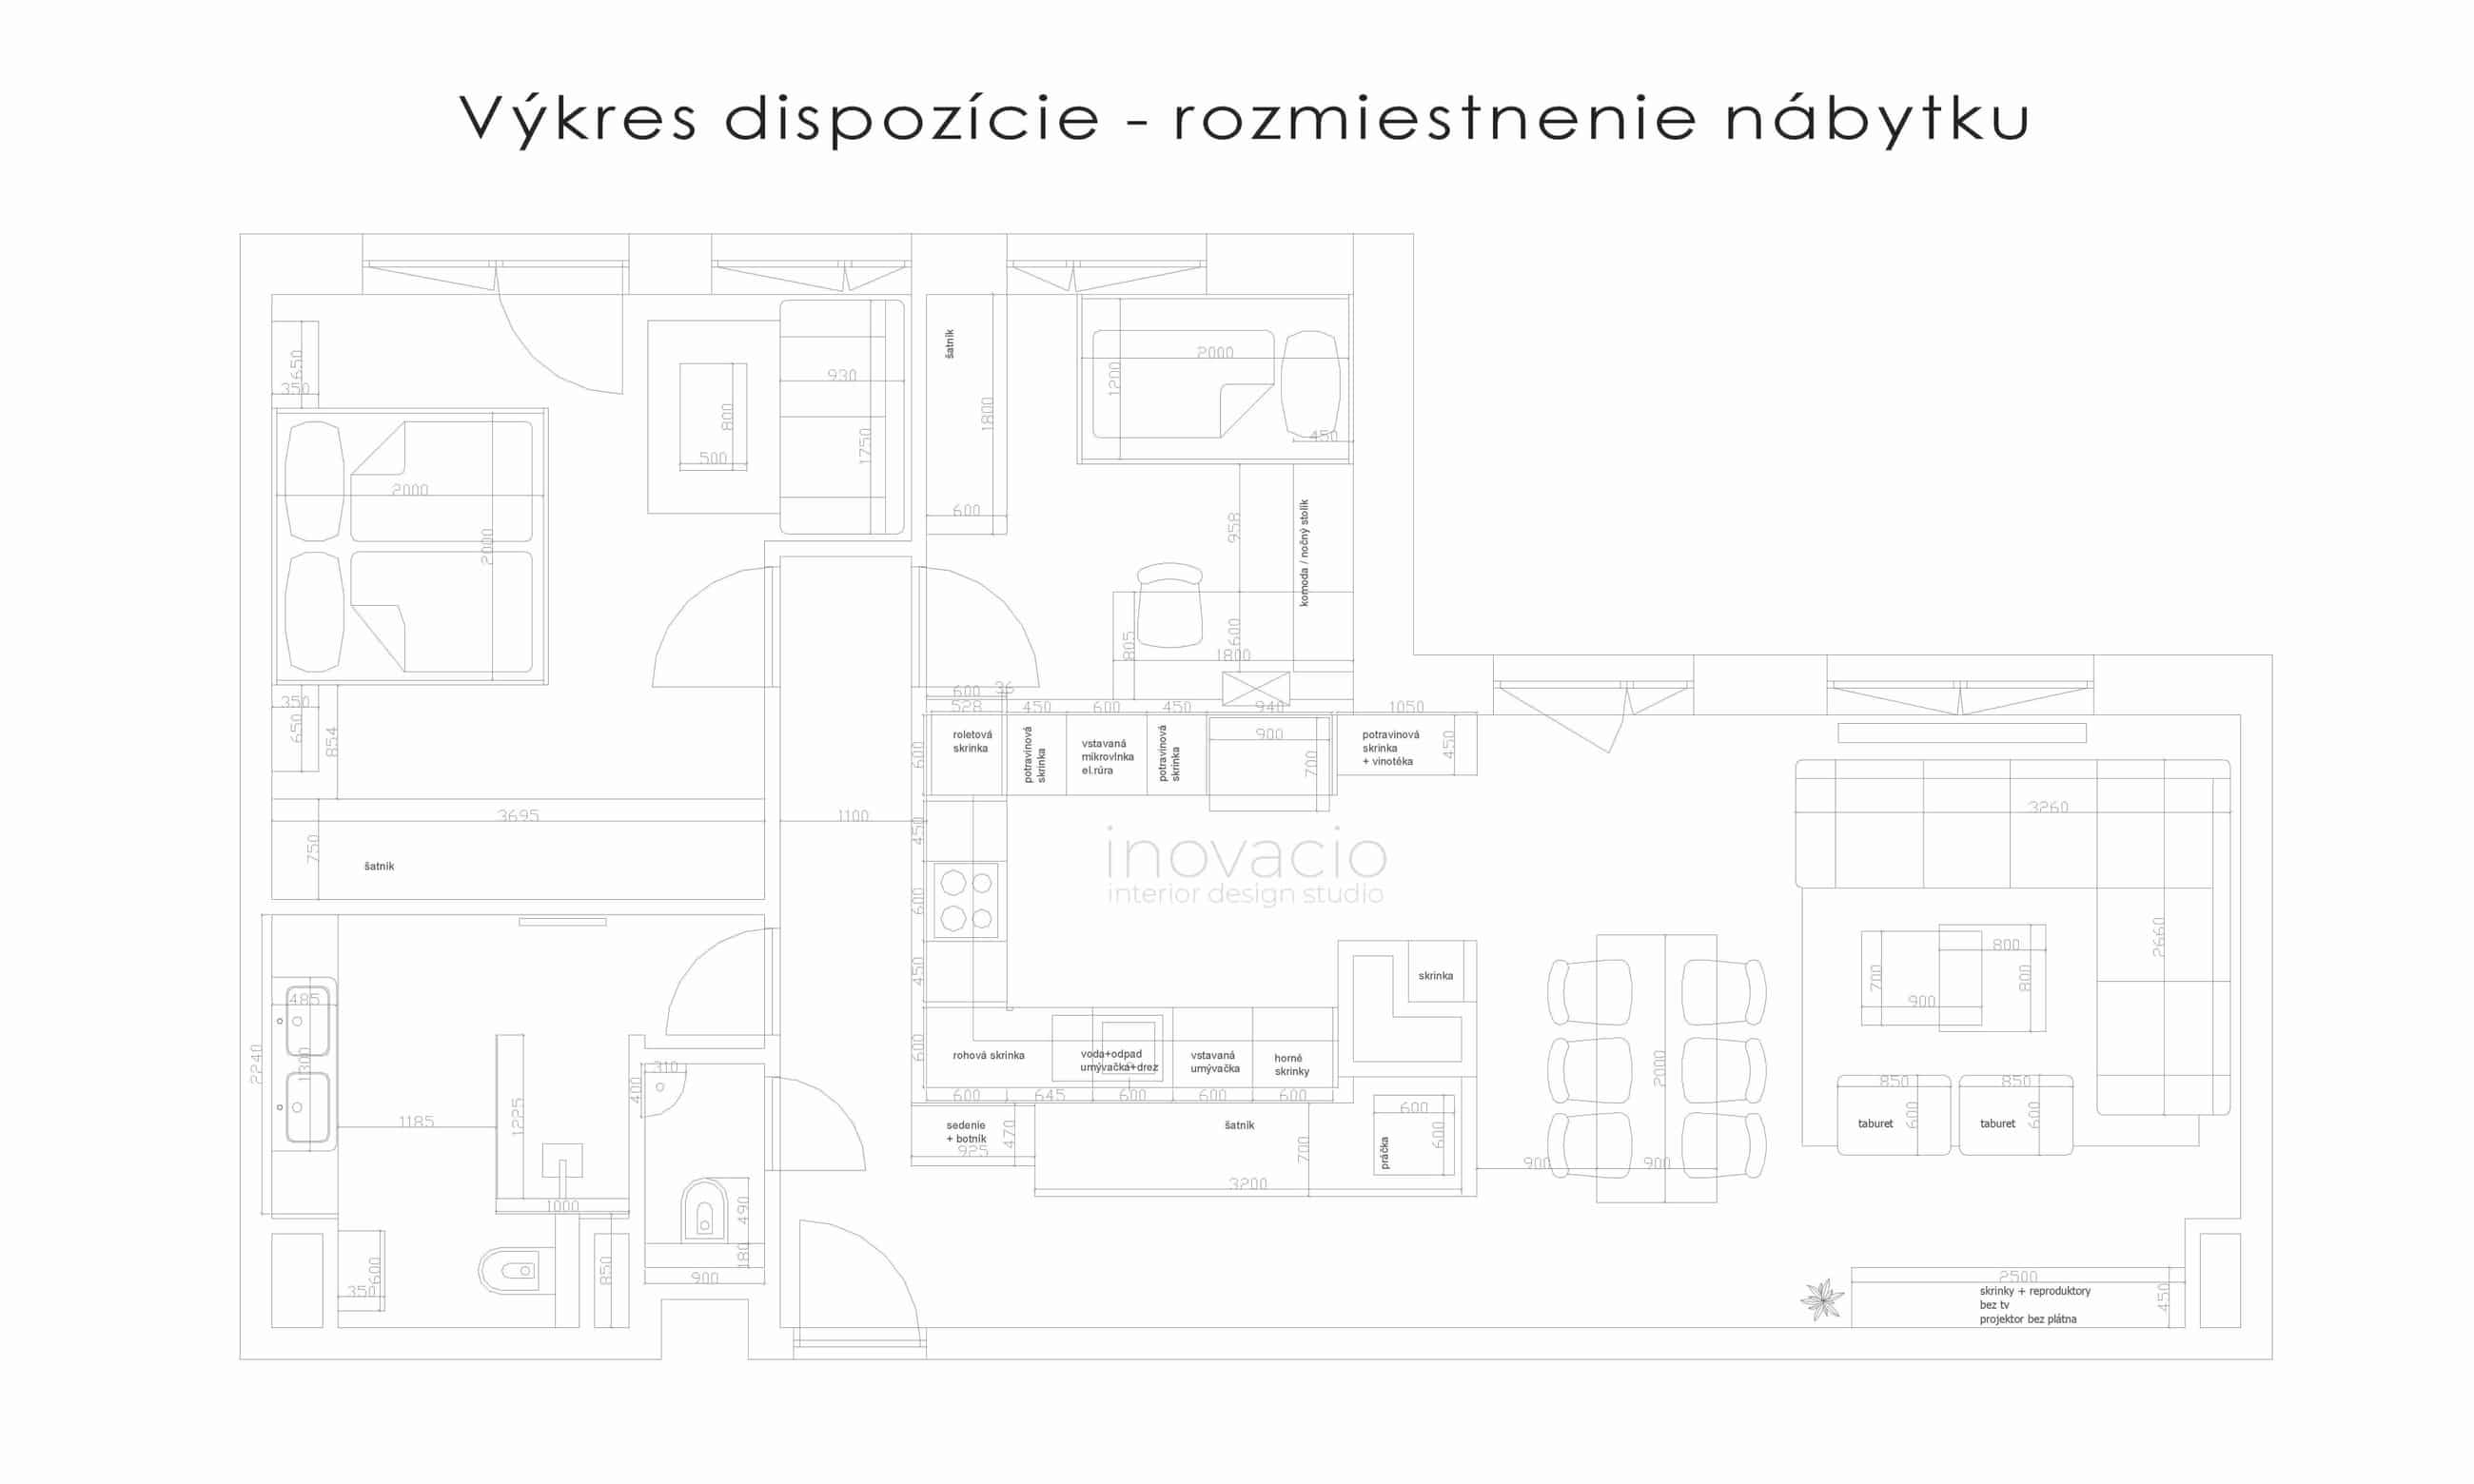 Výkres dispozície - rozmiestnenie nábytku
650
350
2000
2000
350
650
854
3695
750
šatník
930
800
500
1750
šatník
1800
600
2000
1200
450
958
komoda / nočný stolík
805
600
1800
600
36
528
450
600
450
940
1050
600
roletová
skrinka
potravinová
skrinka
vstavaná
mikrovlnka
el.rúra
potravinová
skrinka
900
700
potravinová
skrinka
+ vinotéka
450
1100
450
600
450
600
inovacio
interior design studio
3260
2660
800
800
700
900
skrinka
rohová skrinka
voda+odpad
umývačka+drez
vstavaná
umývačka
horné
skrinky
600
645
600
600
600
sedenie
+ botník
925
470
šatník
700
3200
600
600
práčka
2000
900
900
850
600
taburet
850
600
taburet
485
1300
2240
1185
1225
1000
310
400
490
180
900
850
600
350
2500
skrinky + reproduktory
bez tv
projektor bez plátna
450